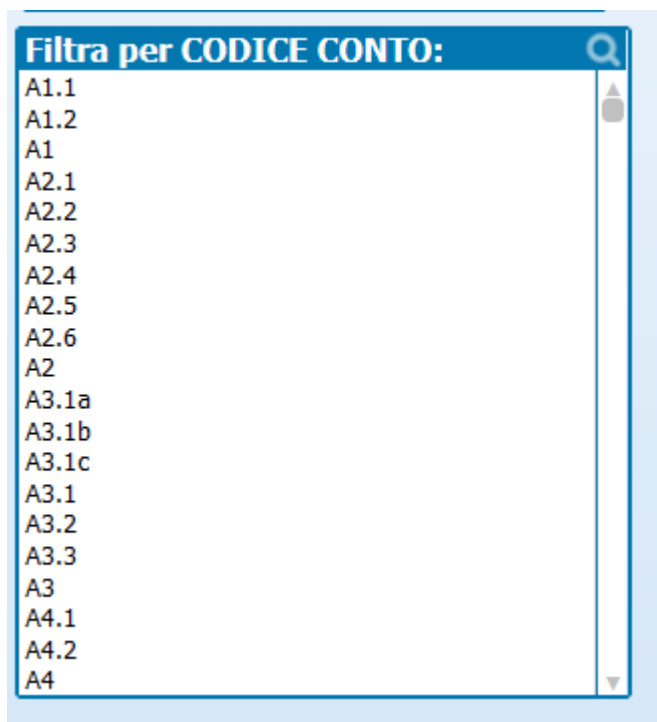 Filtra per CODICE CONTO:
A1.1
A1.2
A1
A2.1
A2.2
A2.3
A2.4
A2.5
A2.6
A2
A3.1a
A3.1b
A3.1c
A3.1
A3.2
A3.3
A3
A4.1
A4.2
A4